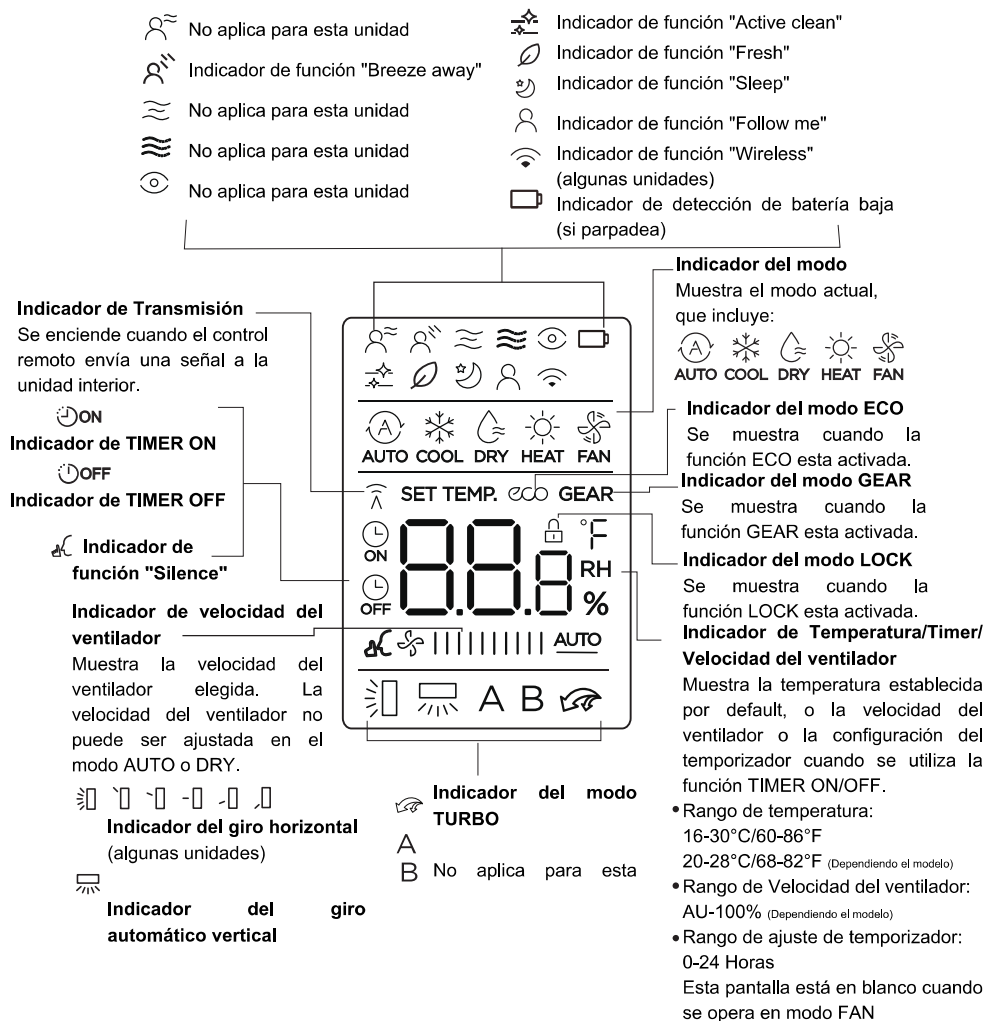 No aplica para esta unidad
Indicador de función "Breeze away"
No aplica para esta unidad
No aplica para esta unidad
No aplica para esta unidad
Indicador de función "Active clean"
Indicador de función "Fresh"
Indicador de función "Sleep"
Indicador de función "Follow me"
Indicador de función "Wireless"
(algunas unidades)
Indicador de detección de batería baja
(si parpadea)
Indicador de Transmisión
Se enciende cuando el control
remoto envía una señal a la
unidad interior.
ON
Indicador de TIMER ON
OFF
Indicador de TIMER OFF
Indicador de
función "Silence"
Indicador de velocidad del
ventilador
Muestra la velocidad del
ventilador elegida. La
velocidad del ventilador no
puede ser ajustada en el
modo AUTO o DRY.
Indicador del giro horizontal
(algunas unidades)
Indicador del giro
automático vertical
A
AUTO COOL DRY HEAT FAN
SET TEMP. eco GEAR
ON
OFF
88.8
°F
RH
%
AUTO
A B
Indicador del modo
TURBO
A
B No aplica para esta
Indicador del modo
Muestra el modo actual,
que incluye:
A
AUTO COOL DRY HEAT FAN
Indicador del modo ECO
Se muestra cuando la
función ECO esta activada.
Indicador del modo GEAR
Se muestra cuando la
función GEAR esta activada.
Indicador del modo LOCK
Se muestra cuando la
función LOCK esta activada.
Indicador de Temperatura/Timer/
Velocidad del ventilador
Muestra la temperatura establecida
por default, o la velocidad del
ventilador o la configuración del
temporizador cuando se utiliza la
función TIMER ON/OFF.
• Rango de temperatura:
16-30°C/60-86°F
20-28°C/68-82°F (Dependiendo el modelo)
• Rango de Velocidad del ventilador:
AU-100% (Dependiendo el modelo)
• Rango de ajuste de temporizador:
0-24 Horas
Esta pantalla está en blanco cuando
se opera en modo FAN